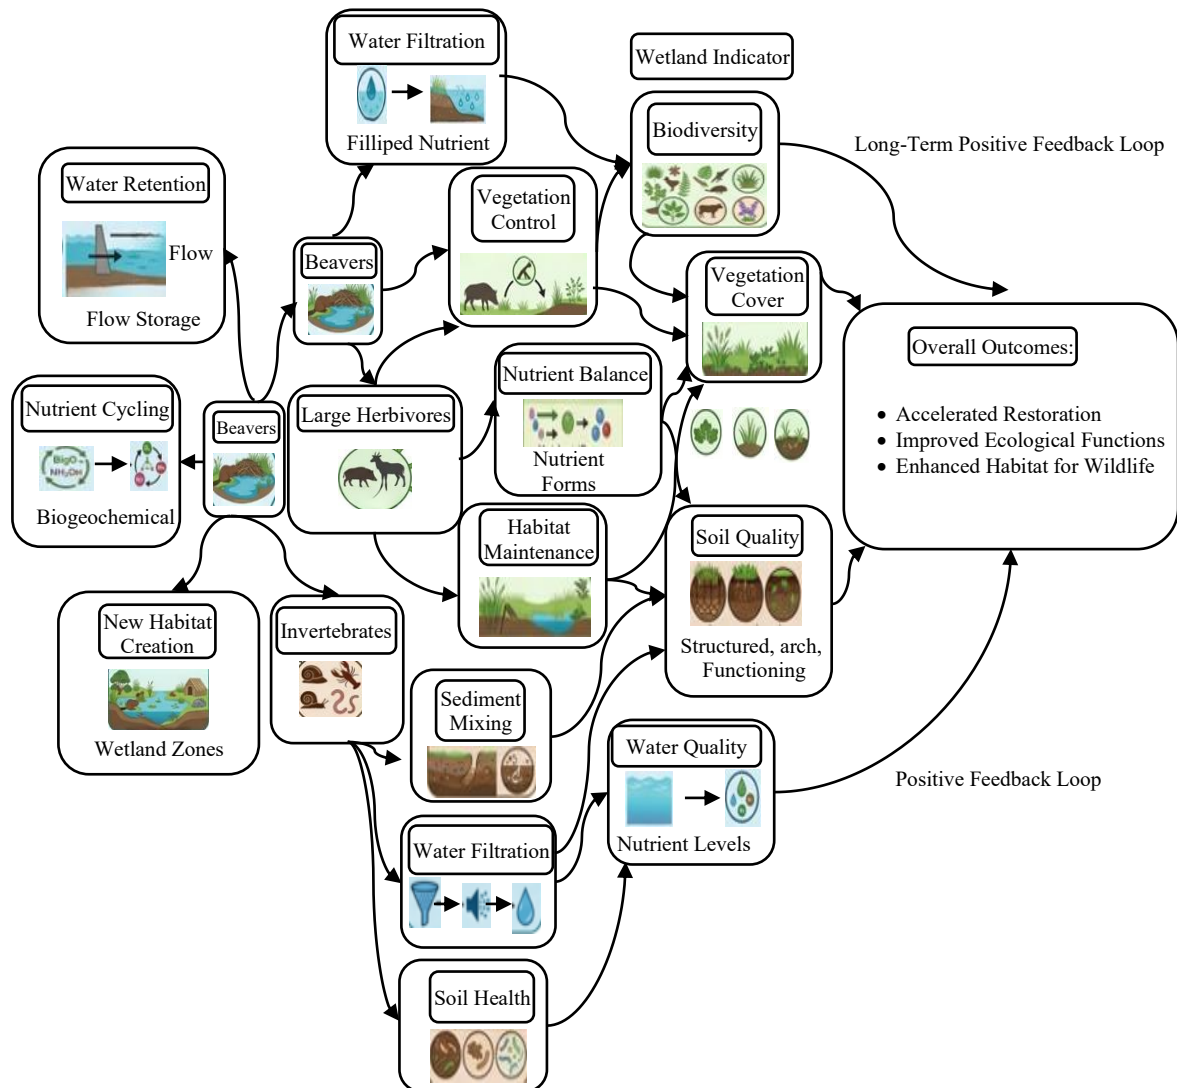 Water Filtration
Filliped Nutrient
Wetland Indicator
Biodiversity
Long-Term Positive Feedback Loop
Water Retention
Flow
Flow Storage
Vegetation
Control
Beavers
Vegetation
Cover
Overall Outcomes:
• Accelerated Restoration
• Improved Ecological Functions
• Enhanced Habitat for Wildlife
Nutrient Cycling
Biogeochemical
Beavers
Large Herbivores
Nutrient Balance
Nutrient
Forms
Habitat
Maintenance
Soil Quality
Structured, arch,
Functioning
New Habitat
Creation
Wetland Zones
Invertebrates
Sediment
Mixing
Water Quality
Nutrient Levels
Positive Feedback Loop
Water Filtration
Soil Health